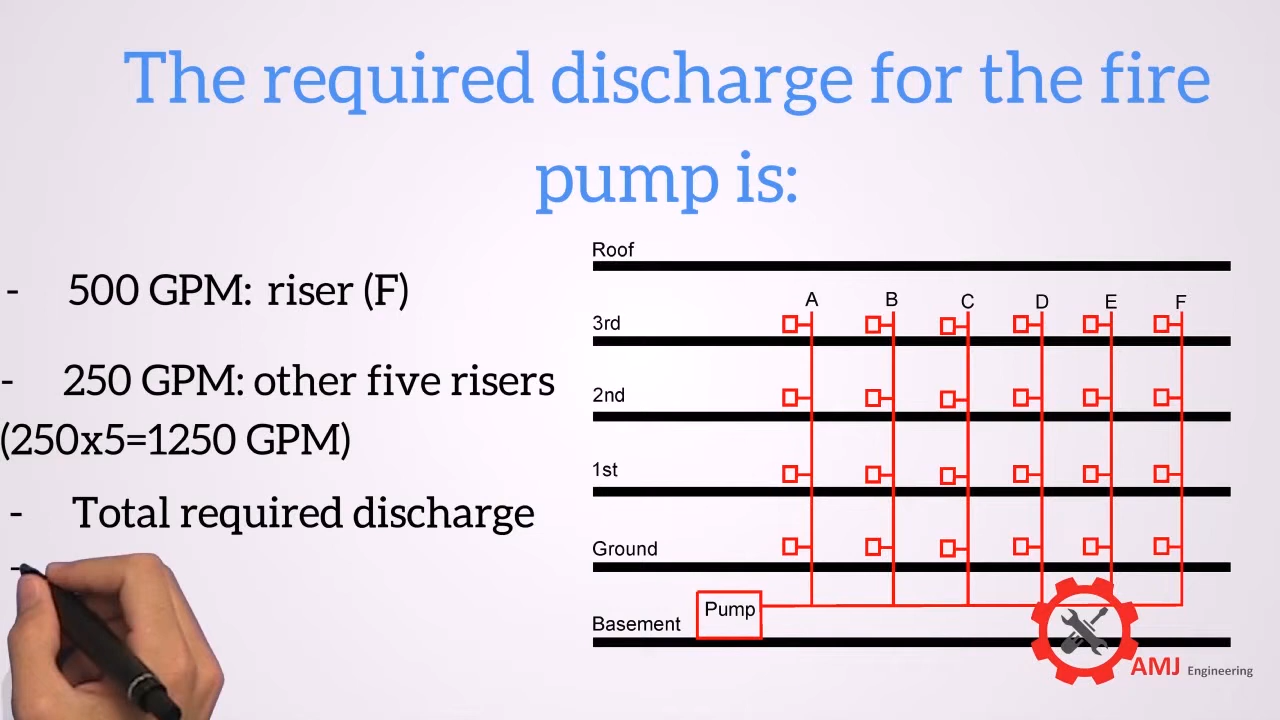 The required discharge for the fire
pump is:
- 500 GPM: riser (F)
- 250 GPM: other five risers
(250x5=1250 GPM)
- Total required discharge
-
Roof
A B C D E F
3rd
2nd
1st
Ground
Pump
Basement
AMJ Engineering